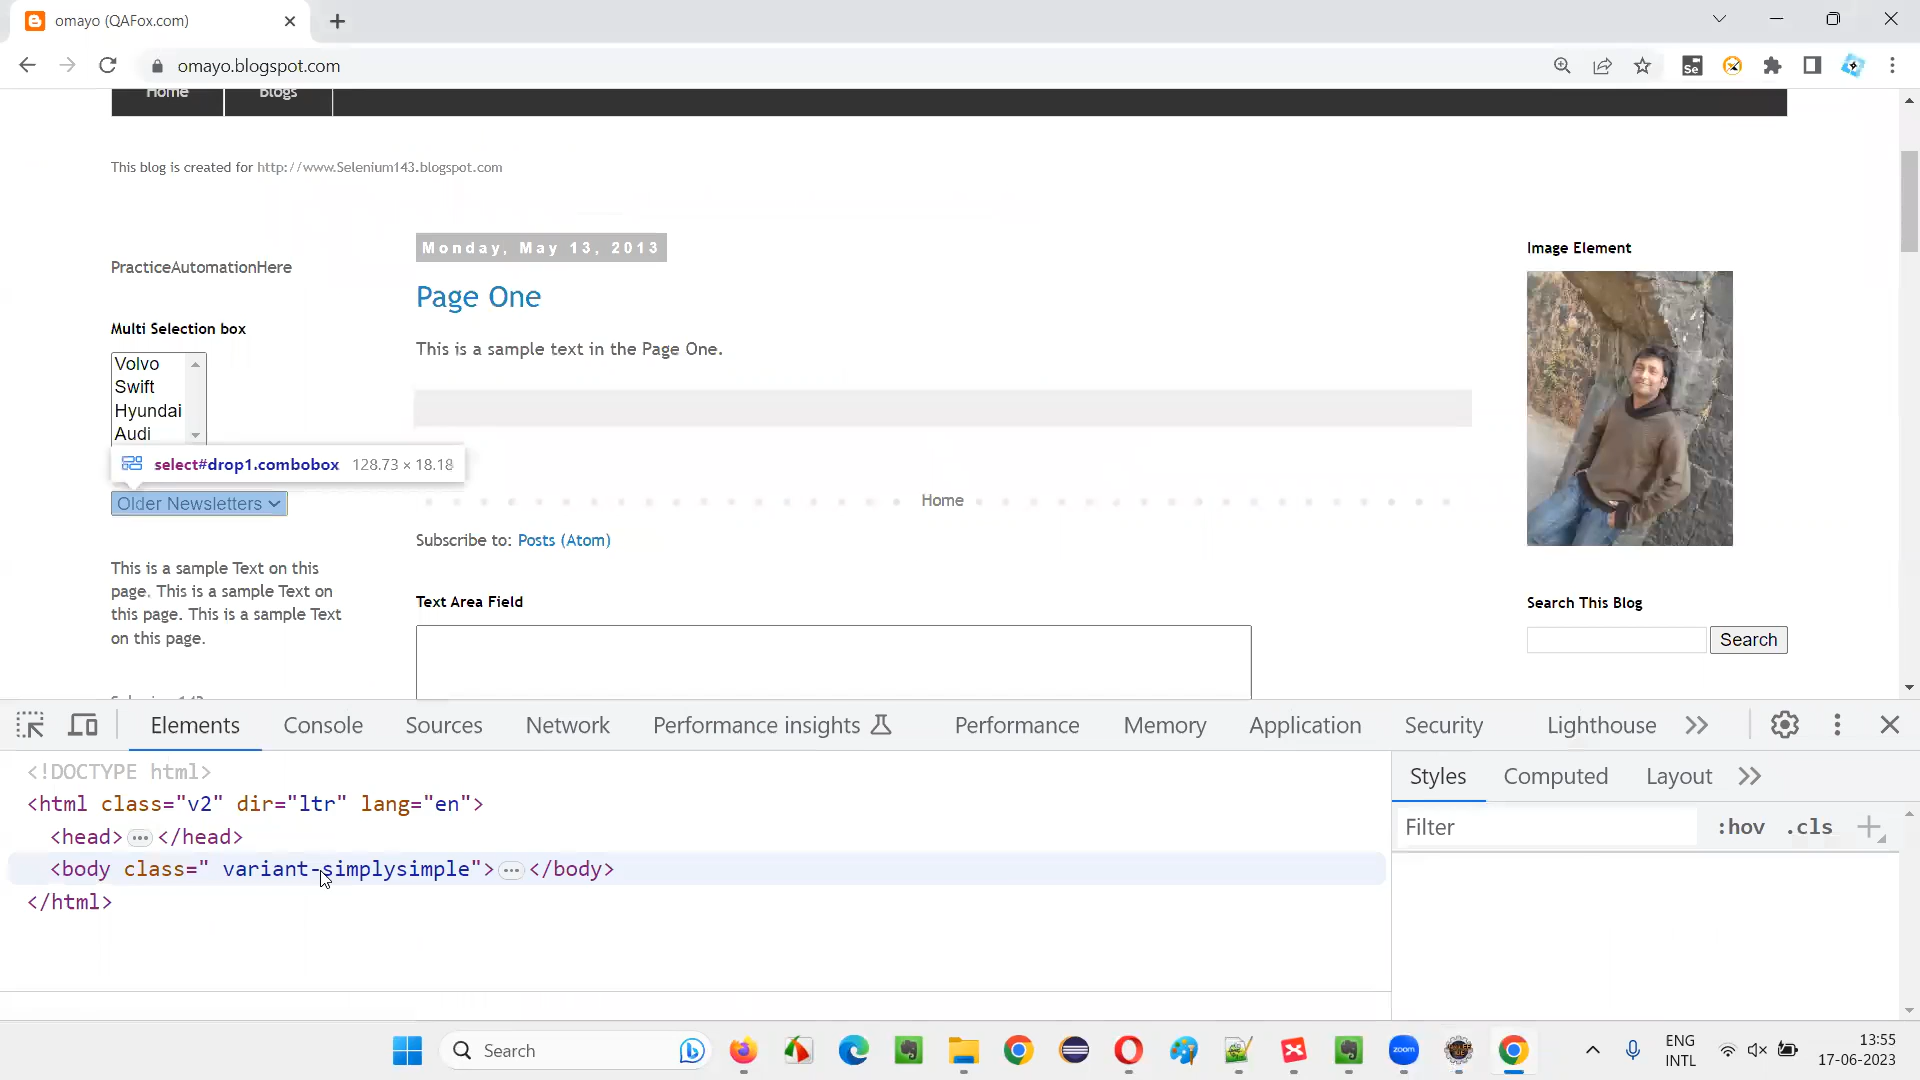 omayo (QAFox.com)
omayo.blogspot.com
Home Blogs
This blog is created for http://www.Selenium143.blogspot.com
PracticeAutomationHere
Multi Selection box
Volvo
Swift
Hyundai
Audi
select#drop1.combobox 128.73 × 18.18
Older Newsletters
This is a sample Text on this
page. This is a sample Text on
this page. This is a sample Text
on this page.
Monday, May 13, 2013
Page One
This is a sample text in the Page One.
Home
Subscribe to: Posts (Atom)
Text Area Field
Image Element
Search This Blog
Search
Elements Console Sources Network Performance insights Performance Memory Application Security Lighthouse
<!DOCTYPE html>
<html class="v2" dir="ltr" lang="en">
<head>…</head>
<body class=" variant-simplysimple">…</body>
</html>
Styles Computed Layout
Filter :hov .cls
Search
zoom
ENG
INTL
13:55
17-06-2023